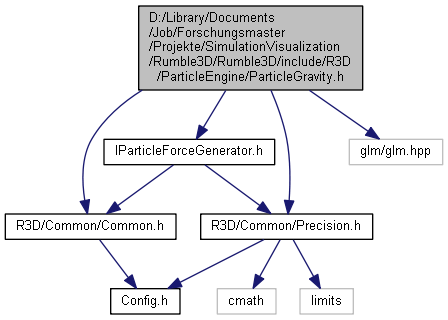 D:/Library/Documents
/Job/Forschungsmaster
/Projekte/SimulationVisualization
/Rumble3D/Rumble3D/include/R3D
/ParticleEngine/ParticleGravity.h
IParticleForceGenerator.h
glm/glm.hpp
R3D/Common/Common.h
R3D/Common/Precision.h
Config.h
cmath
limits